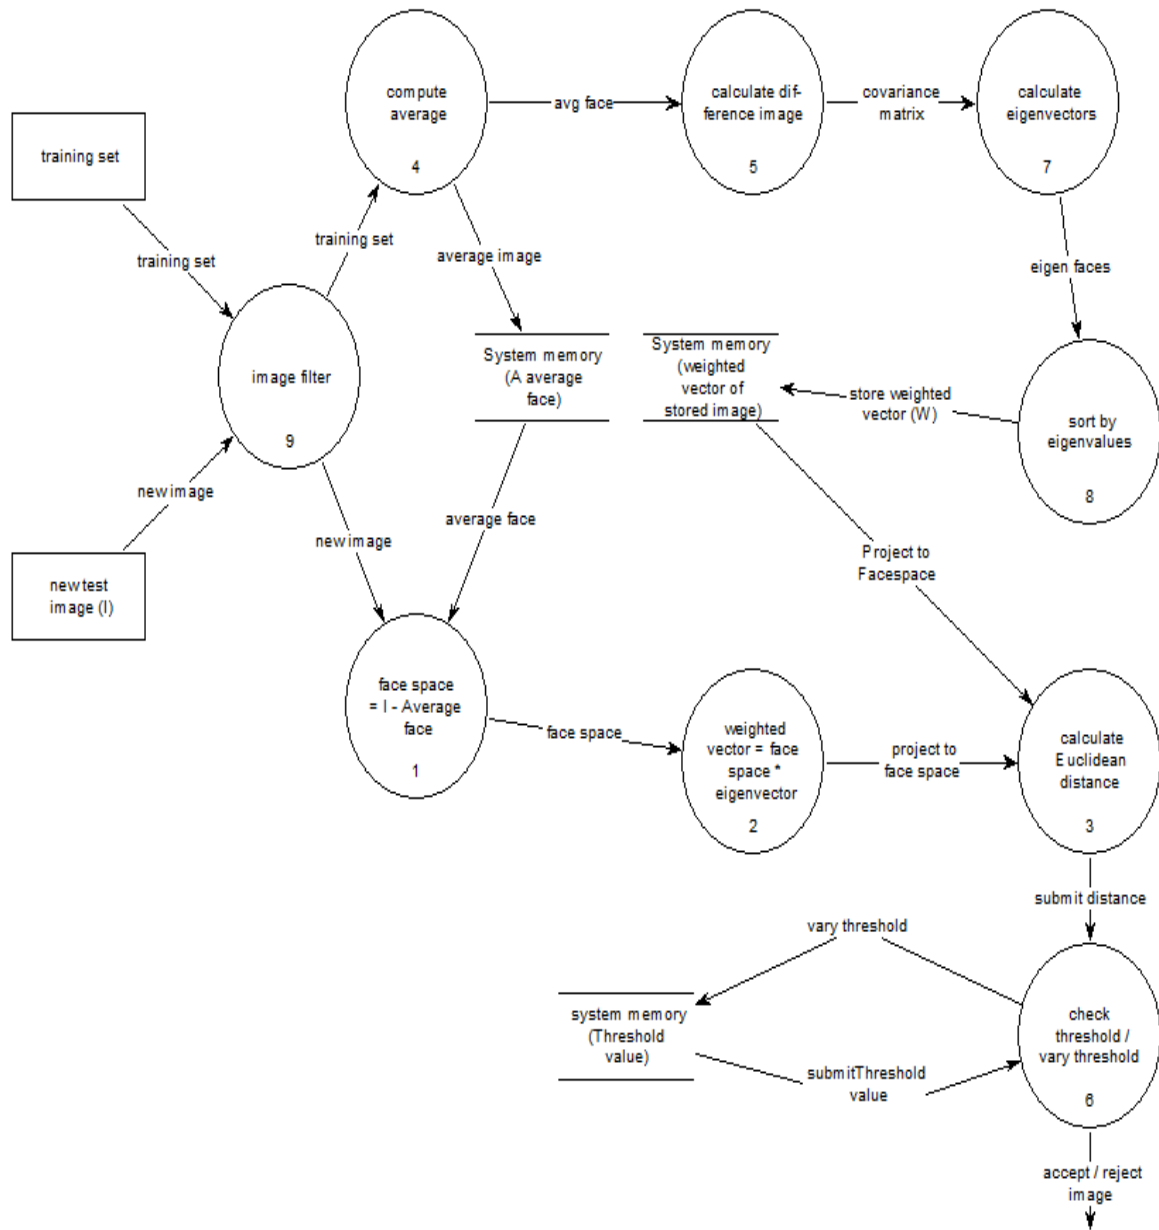 compute
average
4
avg face
calculate dif-
ference image
5
covariance
matrix
calculate
eigenvectors
7
training set
training set
training set
average image
eigen faces
image filter
9
System memory
(A average
face)
System memory
(weighted
vector of
stored image)
store weighted
vector (W)
sort by
eigenvalues
8
new image
new image
average face
Project to
Facespace
new test
image (I)
face space
= I - Average
face
1
face space
weighted
vector = face
space *
eigenvector
2
project to
face space
calculate
Euclidean
distance
3
submit distance
vary threshold
system memory
(Threshold
value)
submitThreshold
value
check
threshold /
vary threshold
6
accept / reject
image